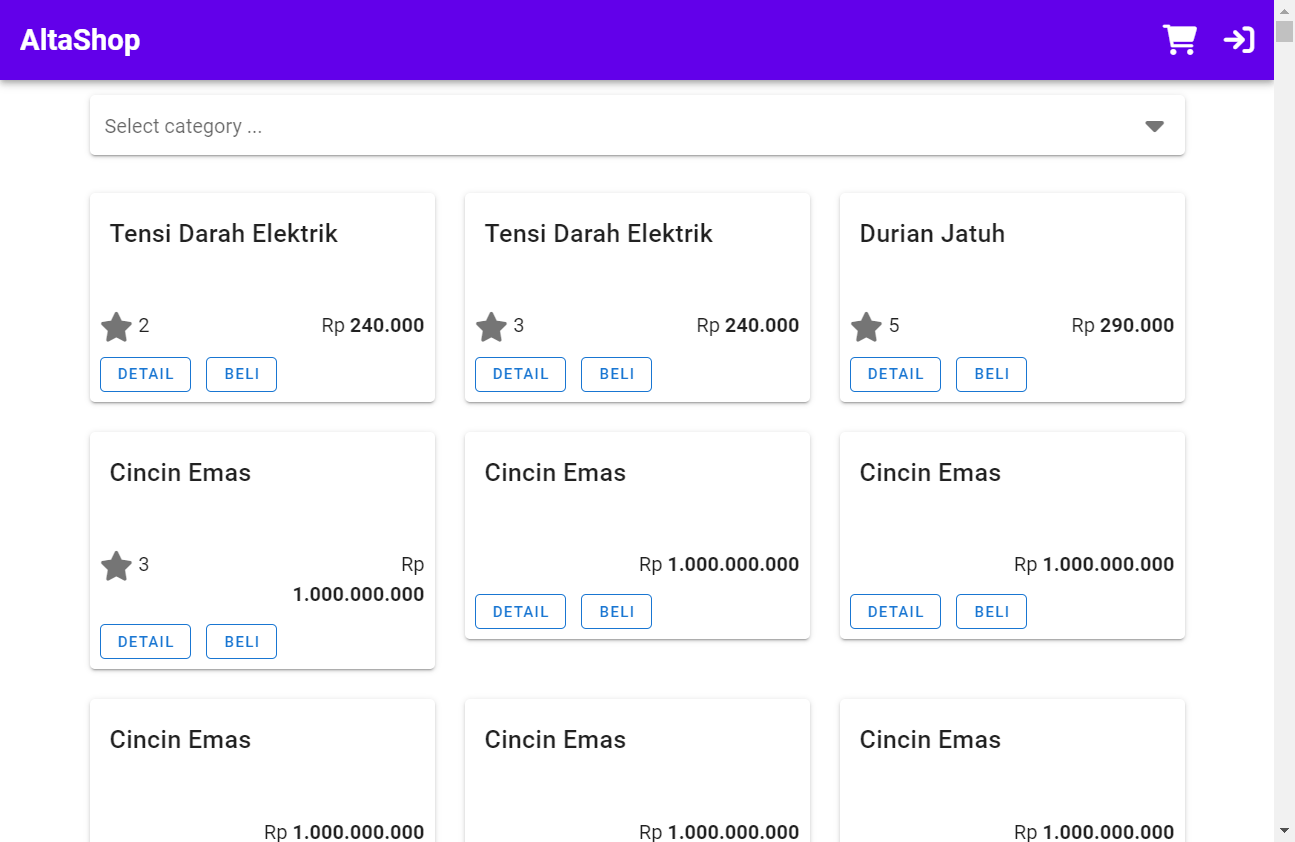 AltaShop
Select category ...
Tensi Darah Elektrik
2
Rp 240.000
DETAIL
BELI
Tensi Darah Elektrik
3
Rp 240.000
DETAIL
BELI
Durian Jatuh
5
Rp 290.000
DETAIL
BELI
Cincin Emas
3
Rp
1.000.000.000
DETAIL
BELI
Cincin Emas
Rp 1.000.000.000
DETAIL
BELI
Cincin Emas
Rp 1.000.000.000
DETAIL
BELI
Cincin Emas
Rp 1.000.000.000
Cincin Emas
Rp 1.000.000.000
Cincin Emas
Rp 1.000.000.000